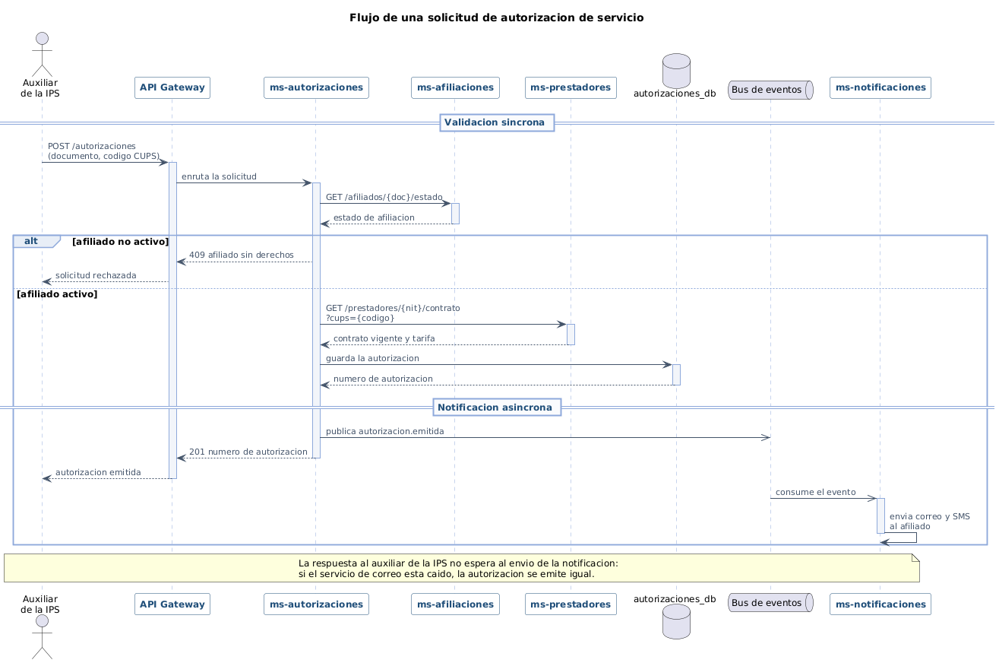 Flujo de una solicitud de autorizacion de servicio
Auxiliar
de la IPS
API Gateway
ms-autorizaciones
ms-afiliaciones
ms-prestadores
autorizaciones_db
Bus de eventos
ms-notificaciones
Validacion sincrona
POST /autorizaciones
(documento, codigo CUPS)
enruta la solicitud
GET /afiliados/{doc}/estado
estado de afiliacion
alt
[afiliado no activo]
409 afiliado sin derechos
solicitud rechazada
[afiliado activo]
GET /prestadores/{nit}/contrato
?cups={codigo}
contrato vigente y tarifa
guarda la autorizacion
numero de autorizacion
Notificacion asincrona
publica autorizacion.emitida
201 numero de autorizacion
autorizacion emitida
consume el evento
envia correo y SMS
al afiliado
La respuesta al auxiliar de la IPS no espera al envio de la notificacion:
si el servicio de correo esta caido, la autorizacion se emite igual.
Auxiliar
de la IPS
API Gateway
ms-autorizaciones
ms-afiliaciones
ms-prestadores
autorizaciones_db
Bus de eventos
ms-notificaciones